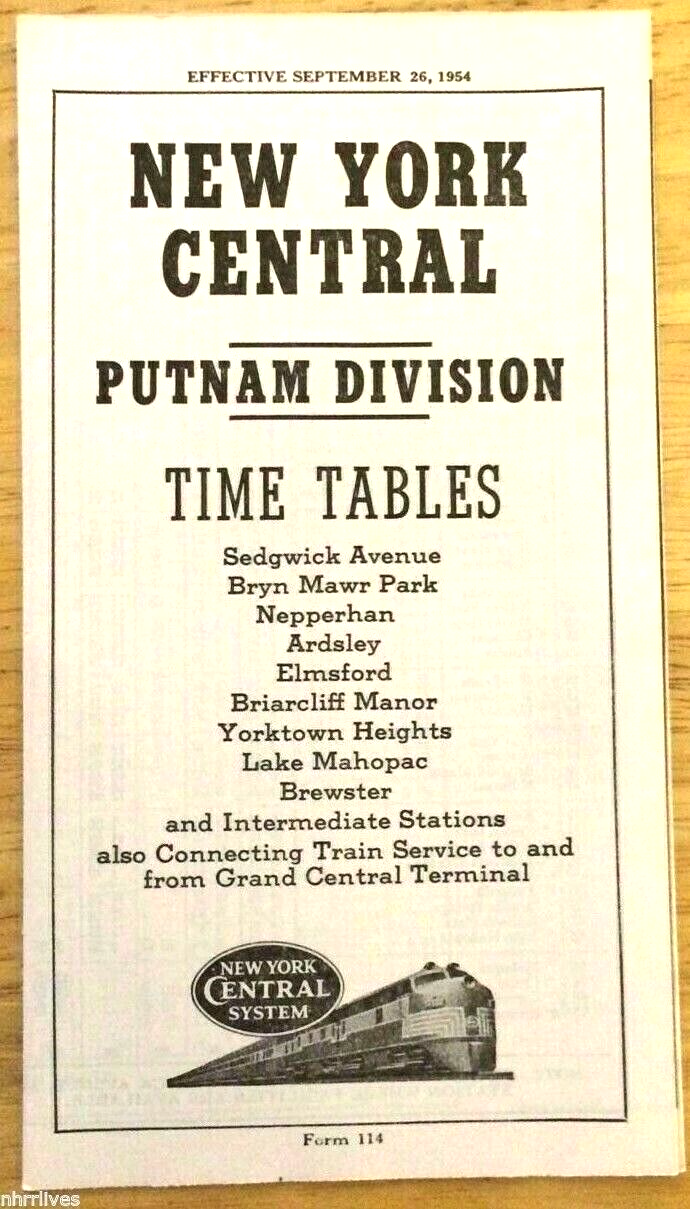 EFFECTIVE SEPTEMBER 26, 1954
NEW YORK
CENTRAL
PUTNAM DIVISION
TIME TABLES
Sedgwick Avenue
Bryn Mawr Park
Nepperhan
Ardsley
Elmsford
Briarcliff Manor
Yorktown Heights
Lake Mahopac
Brewster
and Intermediate Stations
also Connecting Train Service to and
from Grand Central Terminal
NEW YORK
CENTRAL
SYSTEM
Form 114
nhrrlives